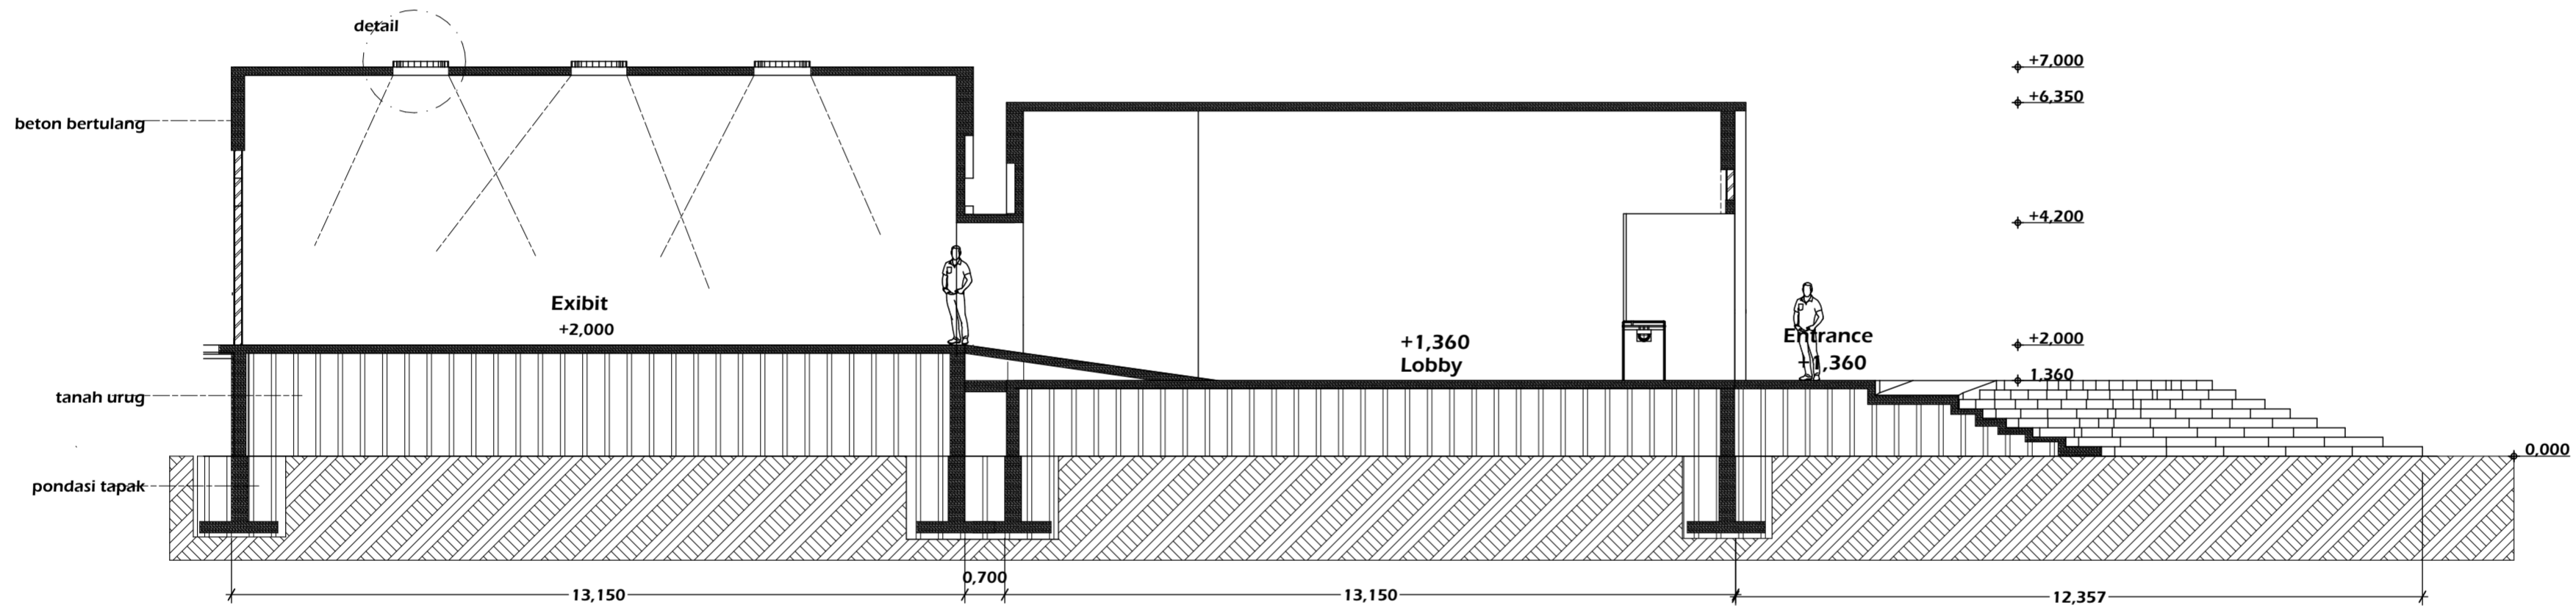 detail
+7,000
+6,350
beton bertulang
+4,200
Exibit
+2,000
+1,360
Lobby
Entrance
+1,360
+2,000
1,360
tanah urug
0,000
pondasi tapak
0,700
13,150
13,150
12,357